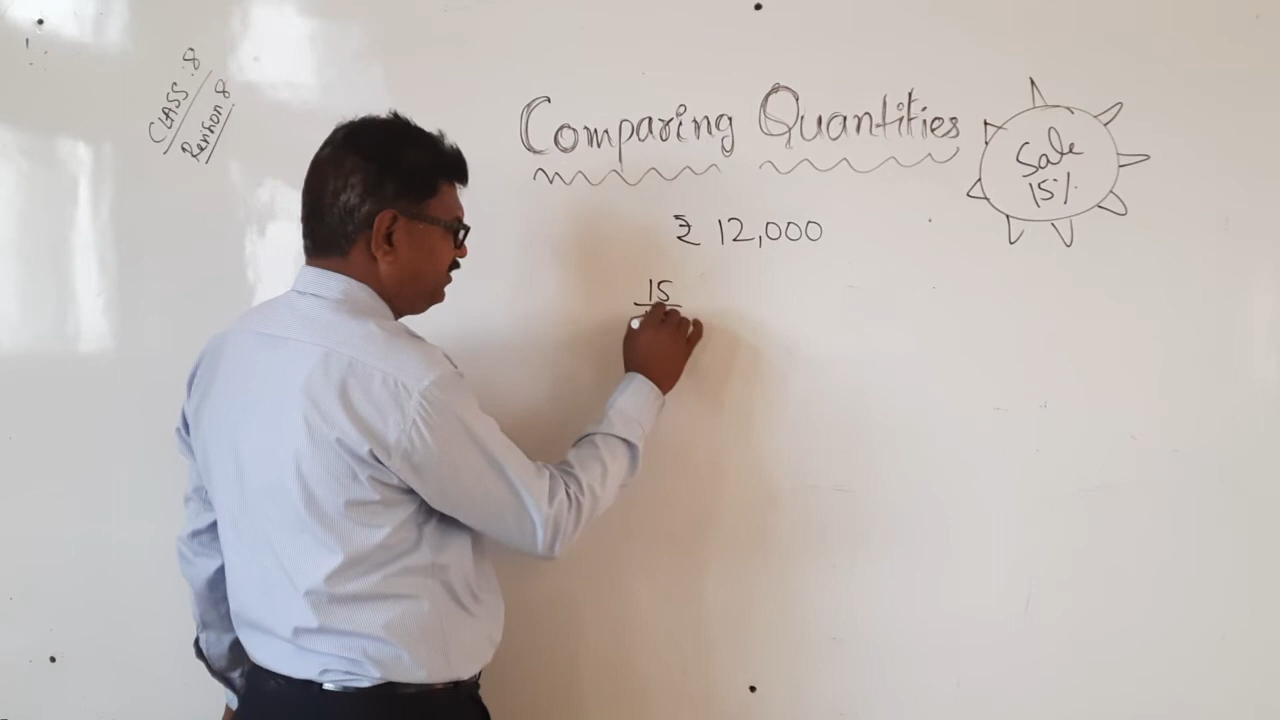 CLASS: 8
Revision 8
Comparing Quantities
Sale
15%
₹ 12,000
15